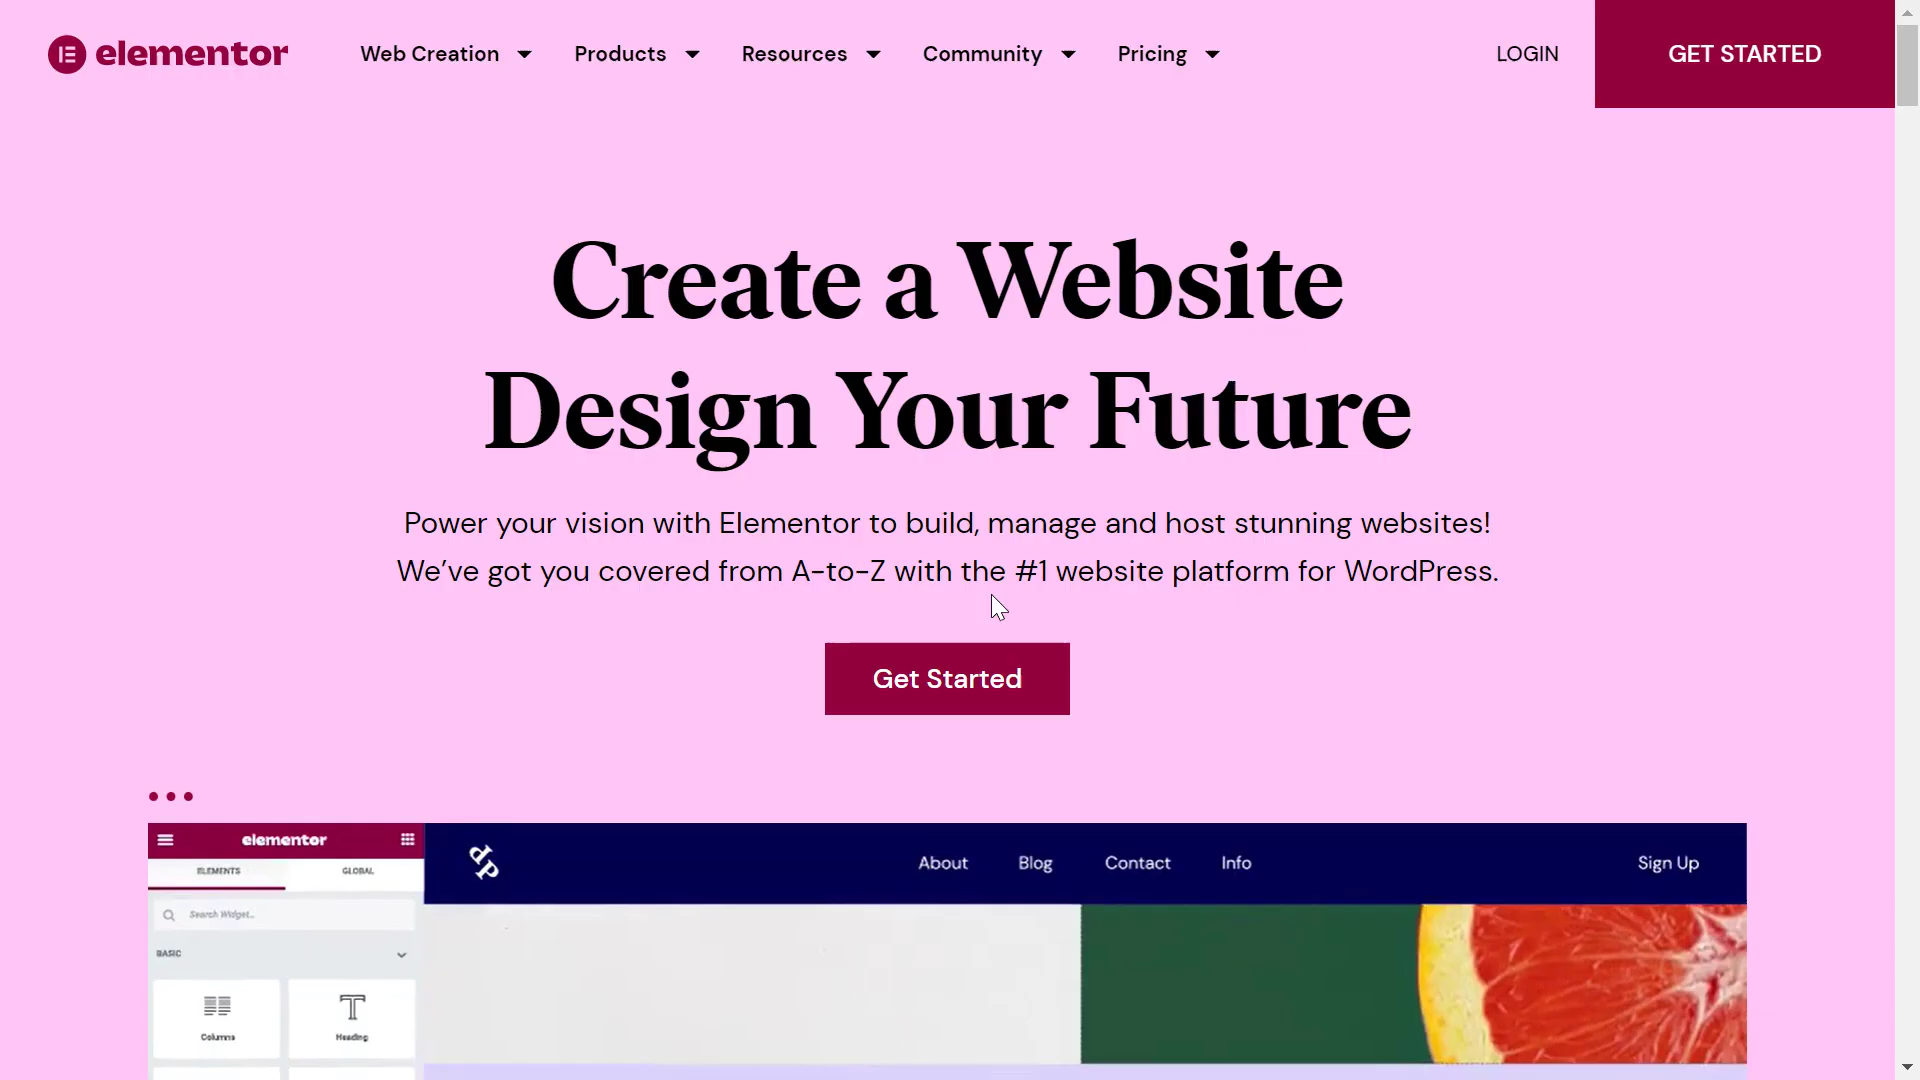 elementor
Web Creation
Products
Resources
Community
Pricing
LOGIN
GET STARTED
Create a Website
Design Your Future
Power your vision with Elementor to build, manage and host stunning websites!
We’ve got you covered from A-to-Z with the #1 website platform for WordPress.
Get Started
elementor
ELEMENTS
GLOBAL
Search Widget...
BASIC
Columns
Heading
About
Blog
Contact
Info
Sign Up